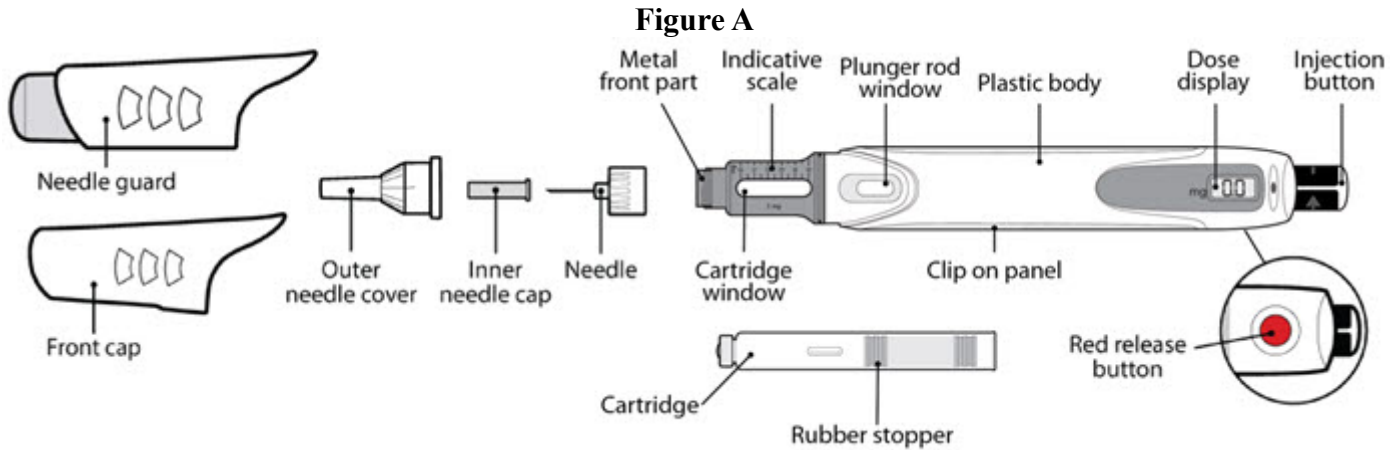 Figure A
Metal
front part
Indicative
scale
Plunger rod
window
Plastic body
Dose
display
Injection
button
Needle guard
mg
0.0
Outer
needle cover
Inner
needle cap
Needle
Cartridge
window
Clip on panel
Front cap
Red release
button
Cartridge
Rubber stopper